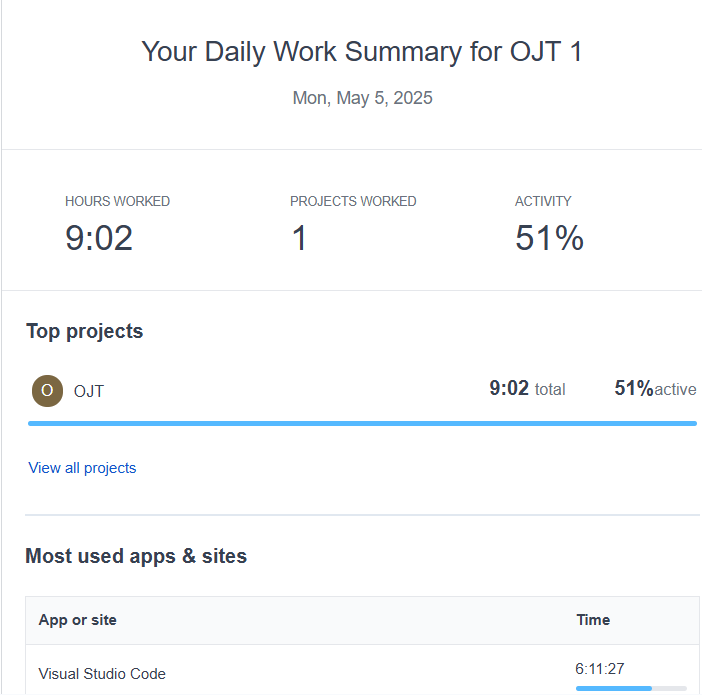 Your Daily Work Summary for OJT 1
Mon, May 5, 2025
HOURS WORKED PROJECTS WORKED ACTIVITY
9:02 1 51%
Top projects
O OJT 9:02 total 51%active
View all projects
Most used apps & sites
App or site Time
Visual Studio Code 6:11:27